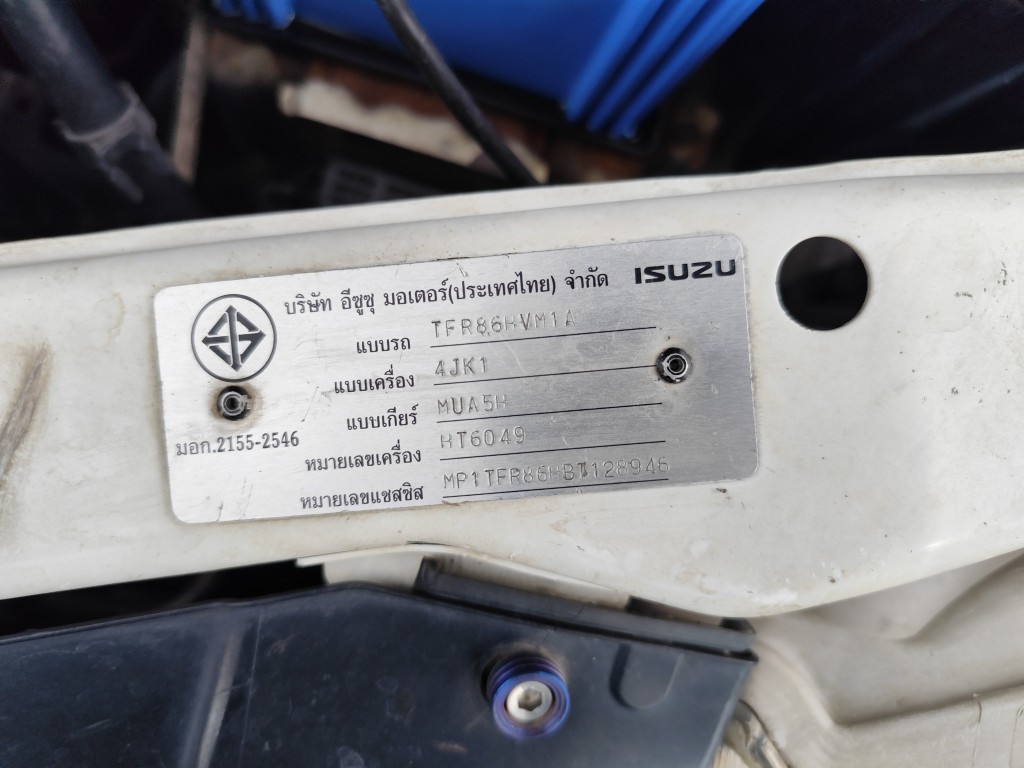 บริษัท อีซูซุ มอเตอร์(ประเทศไทย) จำกัด ISUZU
แบบรถ TFR86HVM1A
แบบเครื่อง 4JK1
แบบเกียร์ MUA5H
มอก.2155-2546
หมายเลขเครื่อง HT6049
หมายเลขแชสซิส MP1TFR86HBT128946